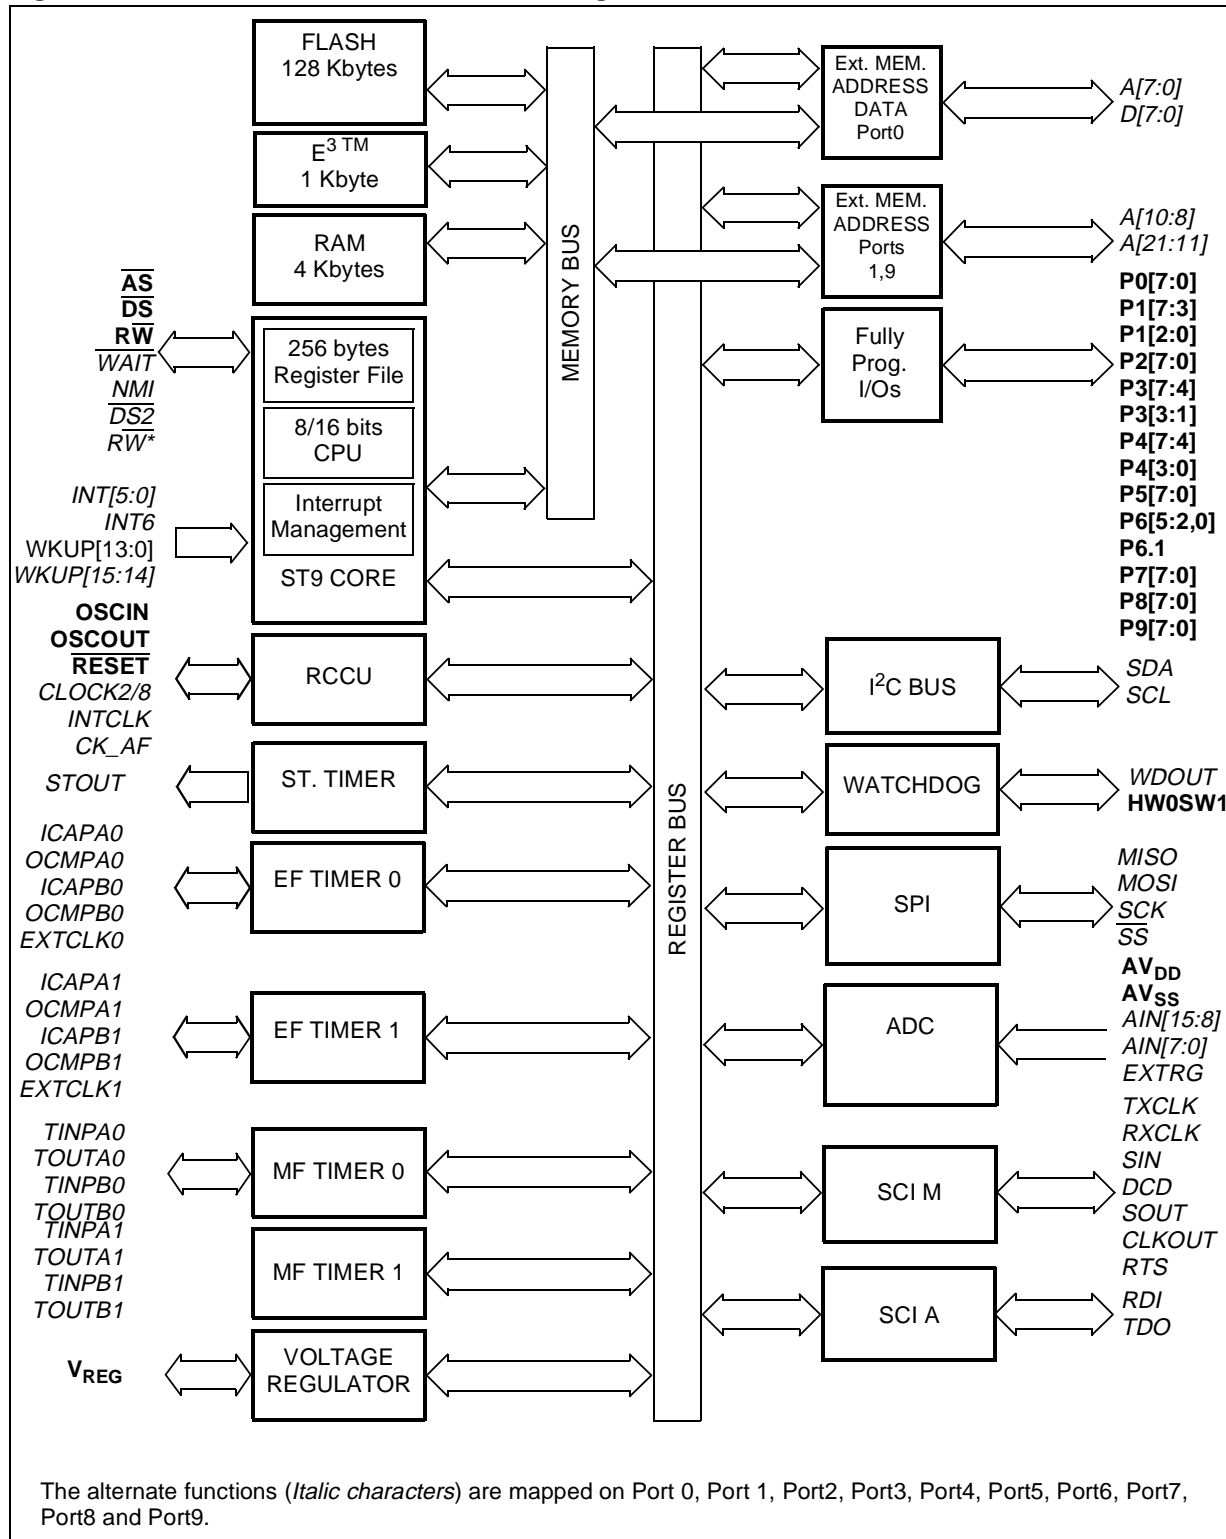 FLASH
128 Kbytes
E³ ᵀᴹ
1 Kbyte
RAM
4 Kbytes
A̅S̅
D̅S̅
RW̅
W̅A̅I̅T̅
NMI
D̅S̅2̅
RW̅*
256 bytes
Register File
8/16 bits
CPU
Interrupt
Management
ST9 CORE
INT[5:0]
INT6
WKUP[13:0]
WKUP[15:14]
OSCIN
OSCOUT
R̅E̅S̅E̅T̅
CLOCK2/8
INTCLK
CK_AF
RCCU
STOUT
ST. TIMER
ICAPA0
OCMPA0
ICAPB0
OCMPB0
EXTCLK0
EF TIMER 0
ICAPA1
OCMPA1
ICAPB1
OCMPB1
EXTCLK1
EF TIMER 1
TINPA0
TOUTA0
TINPB0
TOUTB0
MF TIMER 0
TINPA1
TOUTA1
TINPB1
TOUTB1
MF TIMER 1
VREG
VOLTAGE
REGULATOR
MEMORY BUS
REGISTER BUS
Ext. MEM.
ADDRESS
DATA
Port0
A[7:0]
D[7:0]
Ext. MEM.
ADDRESS
Ports
1,9
A[10:8]
A[21:11]
Fully
Prog.
I/Os
P0[7:0]
P1[7:3]
P1[2:0]
P2[7:0]
P3[7:4]
P3[3:1]
P4[7:4]
P4[3:0]
P5[7:0]
P6[5:2,0]
P6.1
P7[7:0]
P8[7:0]
P9[7:0]
I²C BUS
SDA
SCL
WATCHDOG
WDOUT
HW0SW1
SPI
MISO
MOSI
SCK
S̅S̅
ADC
AVDD
AVSS
AIN[15:8]
AIN[7:0]
EXTRG
SCI M
TXCLK
RXCLK
SIN
DCD
SOUT
CLKOUT
RTS
SCI A
RDI
TDO
The alternate functions (Italic characters) are mapped on Port 0, Port 1, Port2, Port3, Port4, Port5, Port6, Port7,
Port8 and Port9.